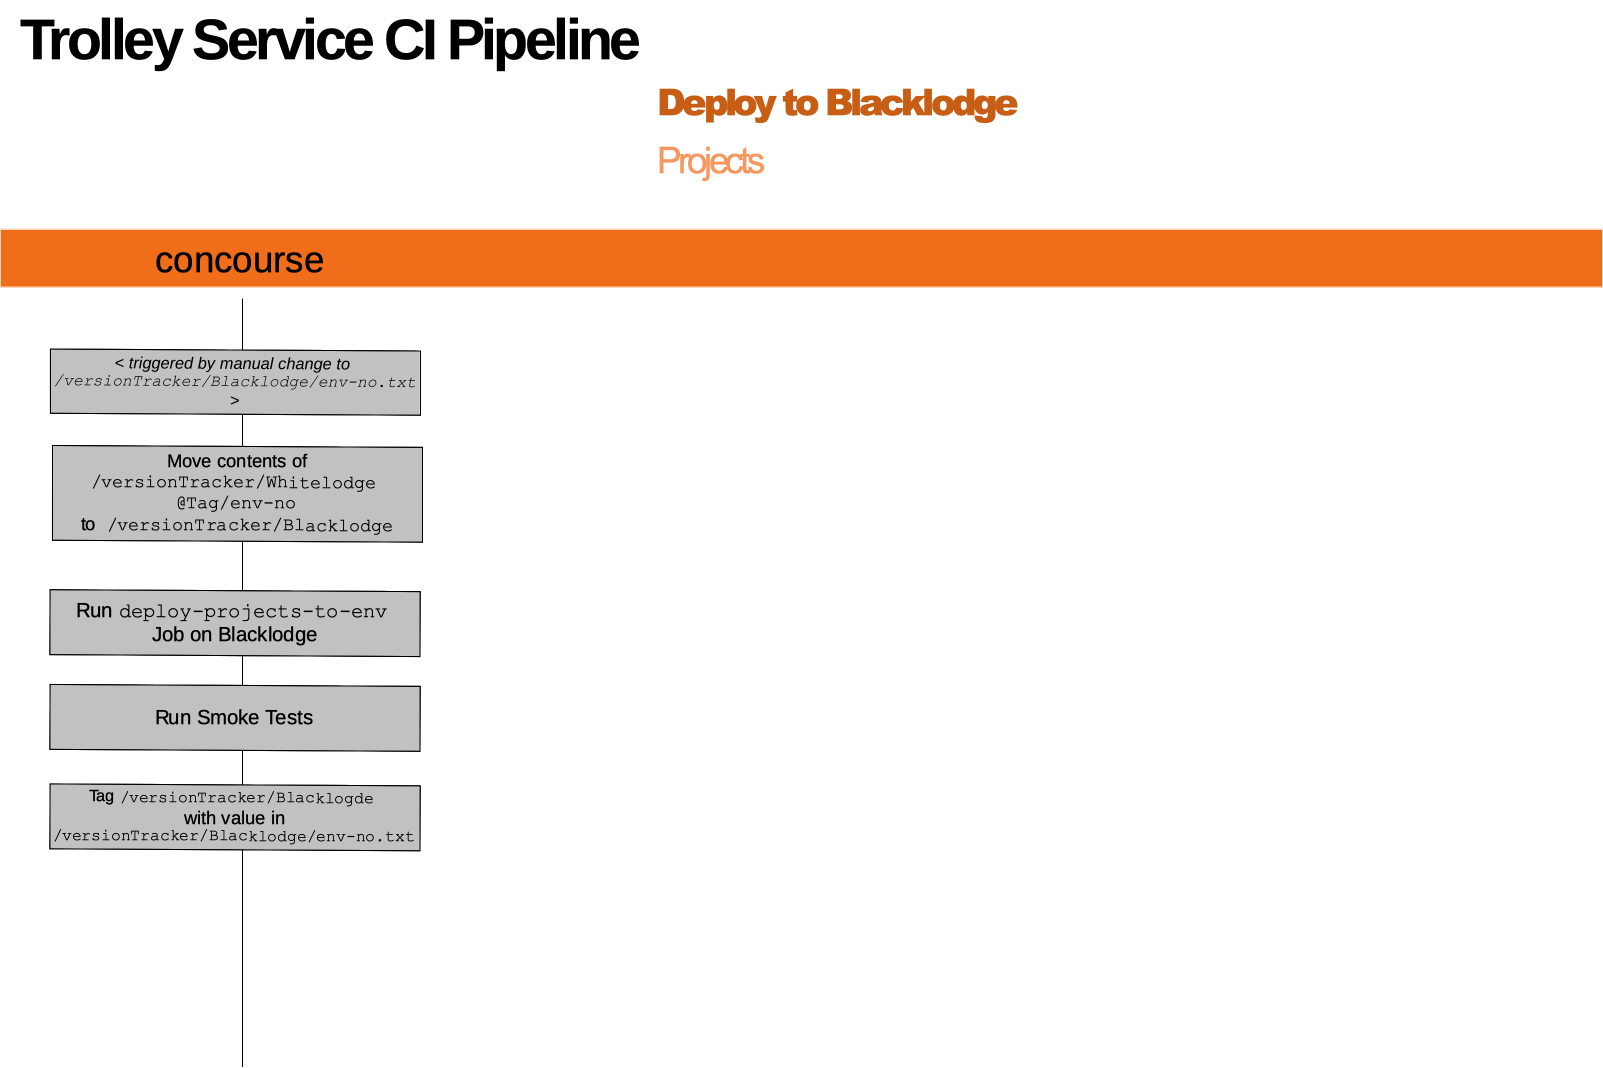 Trolley Service CI Pipeline
Deploy to Blacklodge
Projects
concourse
< triggered by manual change to
/versionTracker/Blacklodge/env-no.txt
>
Move contents of
/versionTracker/Whitelodge
@Tag/env-no
to /versionTracker/Blacklodge
Run deploy-projects-to-env
Job on Blacklodge
Run Smoke Tests
Tag /versionTracker/Blacklogde
with value in
/versionTracker/Blacklodge/env-no.txt